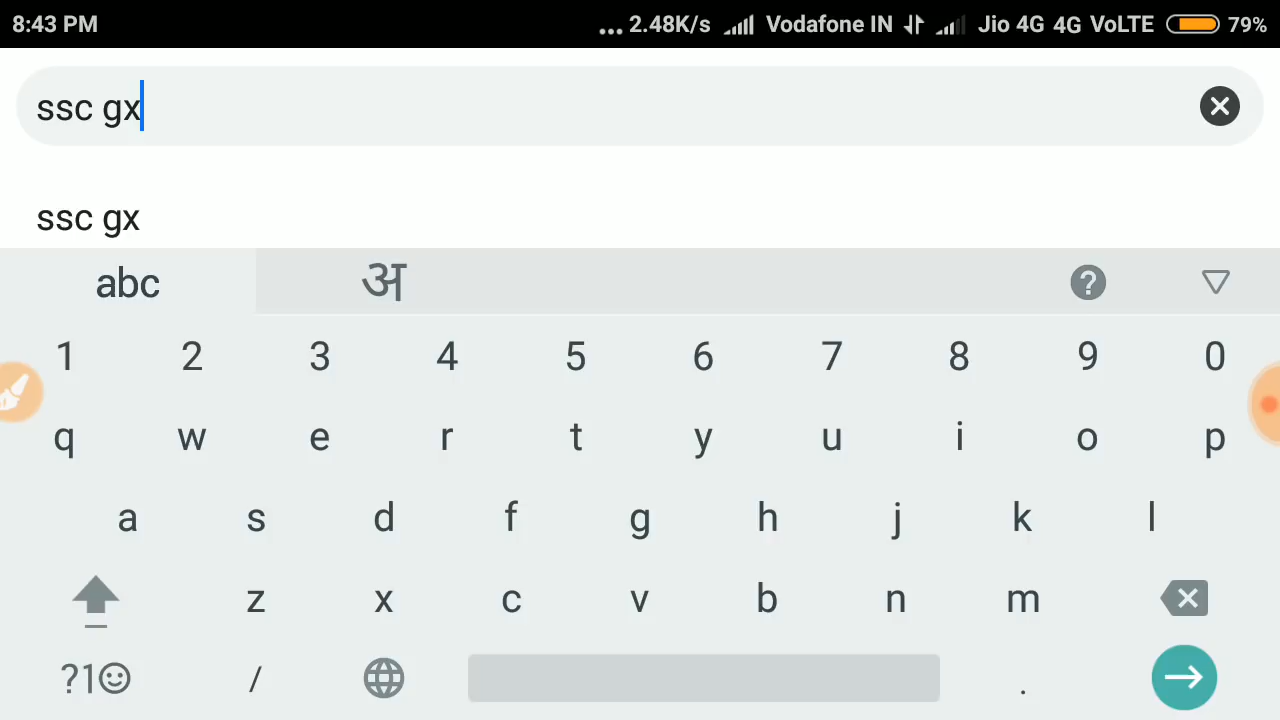 8:43 PM ... 2.48K/s Vodafone IN Jio 4G 4G VoLTE 79%
ssc gx
ssc gx
abc अ ?
1 2 3 4 5 6 7 8 9 0
q w e r t y u i o p
a s d f g h j k l
z x c v b n m
?1☺ / .